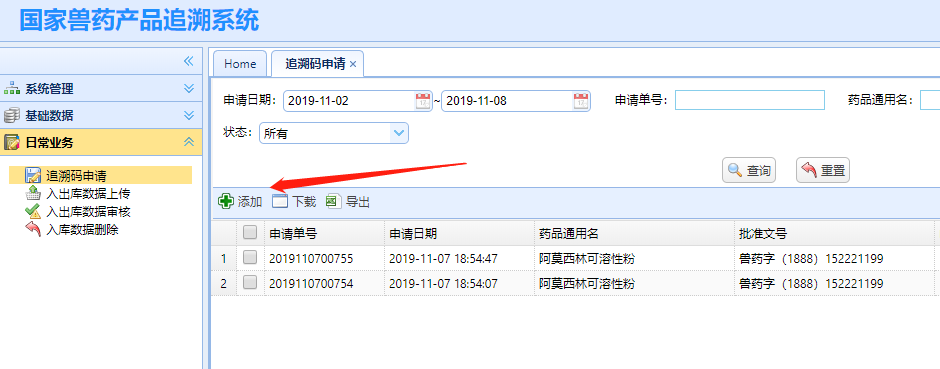 国家兽药产品追溯系统
Home 追溯码申请
系统管理
基础数据
日常业务
追溯码申请
入出库数据上传
入出库数据审核
入库数据删除
申请日期: 2019-11-02 ~ 2019-11-08 申请单号: 药品通用名:
状态: 所有
查询 重置
添加 下载 导出
申请单号 申请日期 药品通用名 批准文号
1 2019110700755 2019-11-07 18:54:47 阿莫西林可溶性粉 兽药字（1888）152221199
2 2019110700754 2019-11-07 18:54:07 阿莫西林可溶性粉 兽药字（1888）152221199